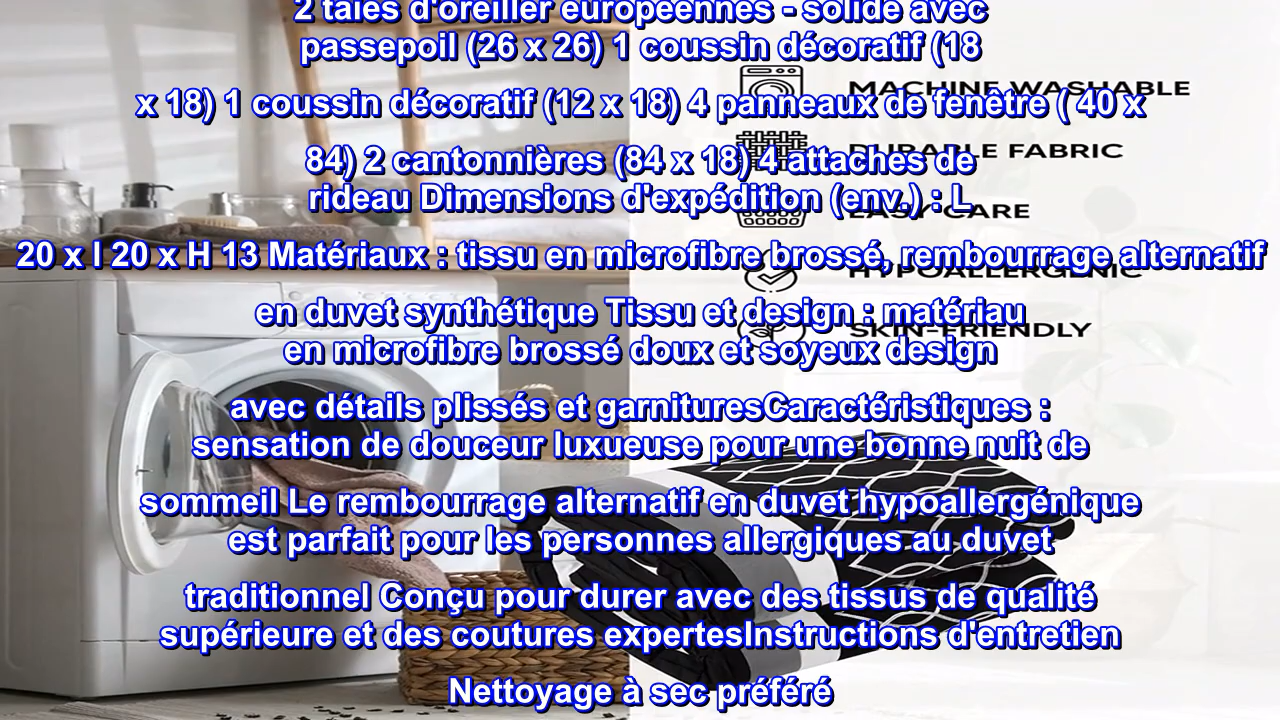 2 taies d'oreiller européennes - solide avec
passepoil (26 x 26) 1 coussin décoratif (18
x 18) 1 coussin décoratif (12 x 18) 4 panneaux de fenêtre ( 40 x
84) 2 cantonnières (84 x 18) 4 attaches de
rideau Dimensions d'expédition (env.) : L
20 x l 20 x H 13 Matériaux : tissu en microfibre brossé, rembourrage alternatif
en duvet synthétique Tissu et design : matériau
en microfibre brossé doux et soyeux design
avec détails plissés et garnituresCaractéristiques :
sensation de douceur luxueuse pour une bonne nuit de
sommeil Le rembourrage alternatif en duvet hypoallergénique
est parfait pour les personnes allergiques au duvet
traditionnel Conçu pour durer avec des tissus de qualité
supérieure et des coutures expertesInstructions d'entretien
Nettoyage à sec préféré
MACHINE WASHABLE
DURABLE FABRIC
EASY CARE
HYPOALLERGENIC
SKIN-FRIENDLY